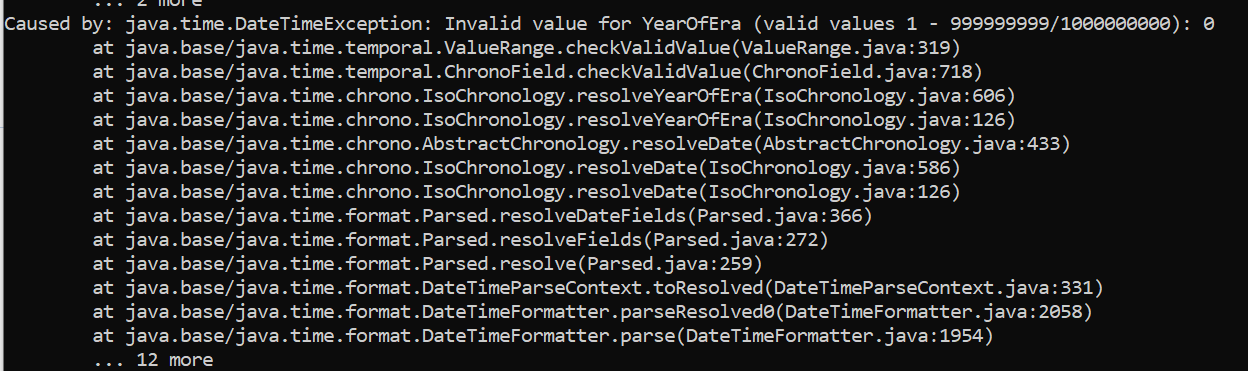 ... 2 more
Caused by: java.time.DateTimeException: Invalid value for YearOfEra (valid values 1 - 999999999/1000000000): 0
at java.base/java.time.temporal.ValueRange.checkValidValue(ValueRange.java:319)
at java.base/java.time.temporal.ChronoField.checkValidValue(ChronoField.java:718)
at java.base/java.time.chrono.IsoChronology.resolveYearOfEra(IsoChronology.java:606)
at java.base/java.time.chrono.IsoChronology.resolveYearOfEra(IsoChronology.java:126)
at java.base/java.time.chrono.AbstractChronology.resolveDate(AbstractChronology.java:433)
at java.base/java.time.chrono.IsoChronology.resolveDate(IsoChronology.java:586)
at java.base/java.time.chrono.IsoChronology.resolveDate(IsoChronology.java:126)
at java.base/java.time.format.Parsed.resolveDateFields(Parsed.java:366)
at java.base/java.time.format.Parsed.resolveFields(Parsed.java:272)
at java.base/java.time.format.Parsed.resolve(Parsed.java:259)
at java.base/java.time.format.DateTimeParseContext.toResolved(DateTimeParseContext.java:331)
at java.base/java.time.format.DateTimeFormatter.parseResolved0(DateTimeFormatter.java:2058)
at java.base/java.time.format.DateTimeFormatter.parse(DateTimeFormatter.java:1954)
... 12 more